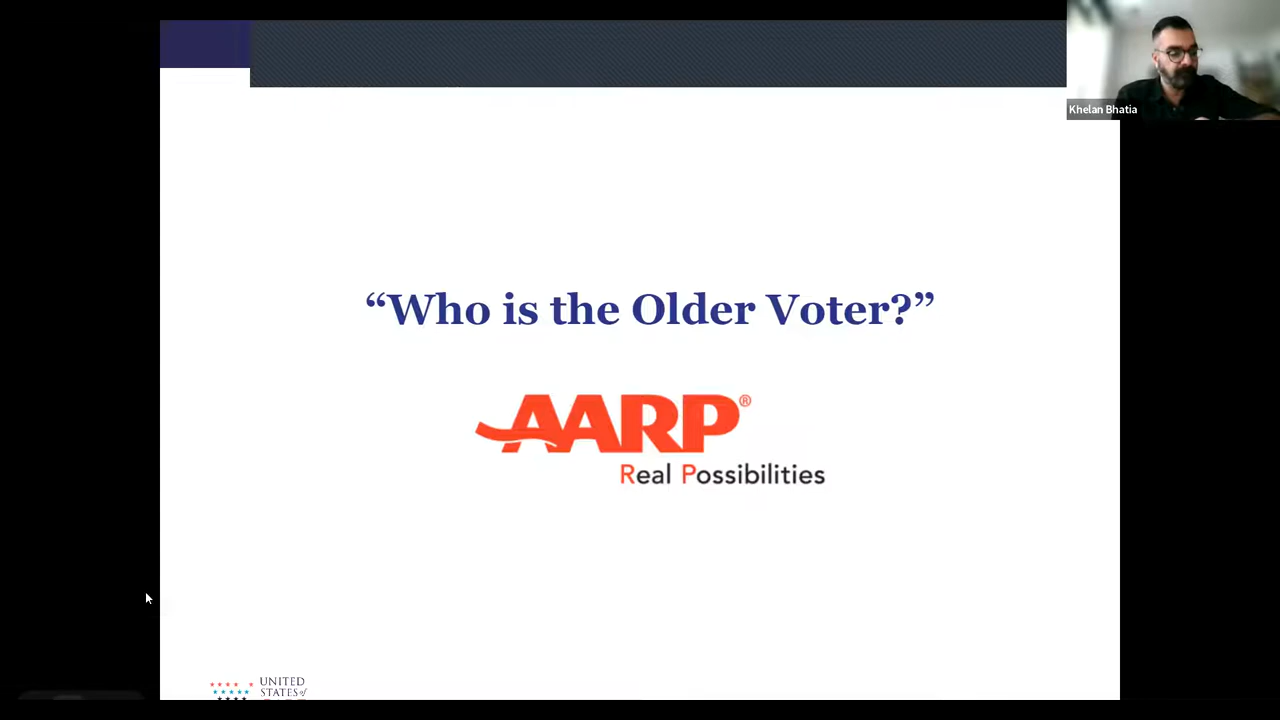 Khelan Bhatia
“Who is the Older Voter?”
AARP®
Real Possibilities
UNITED
STATES of